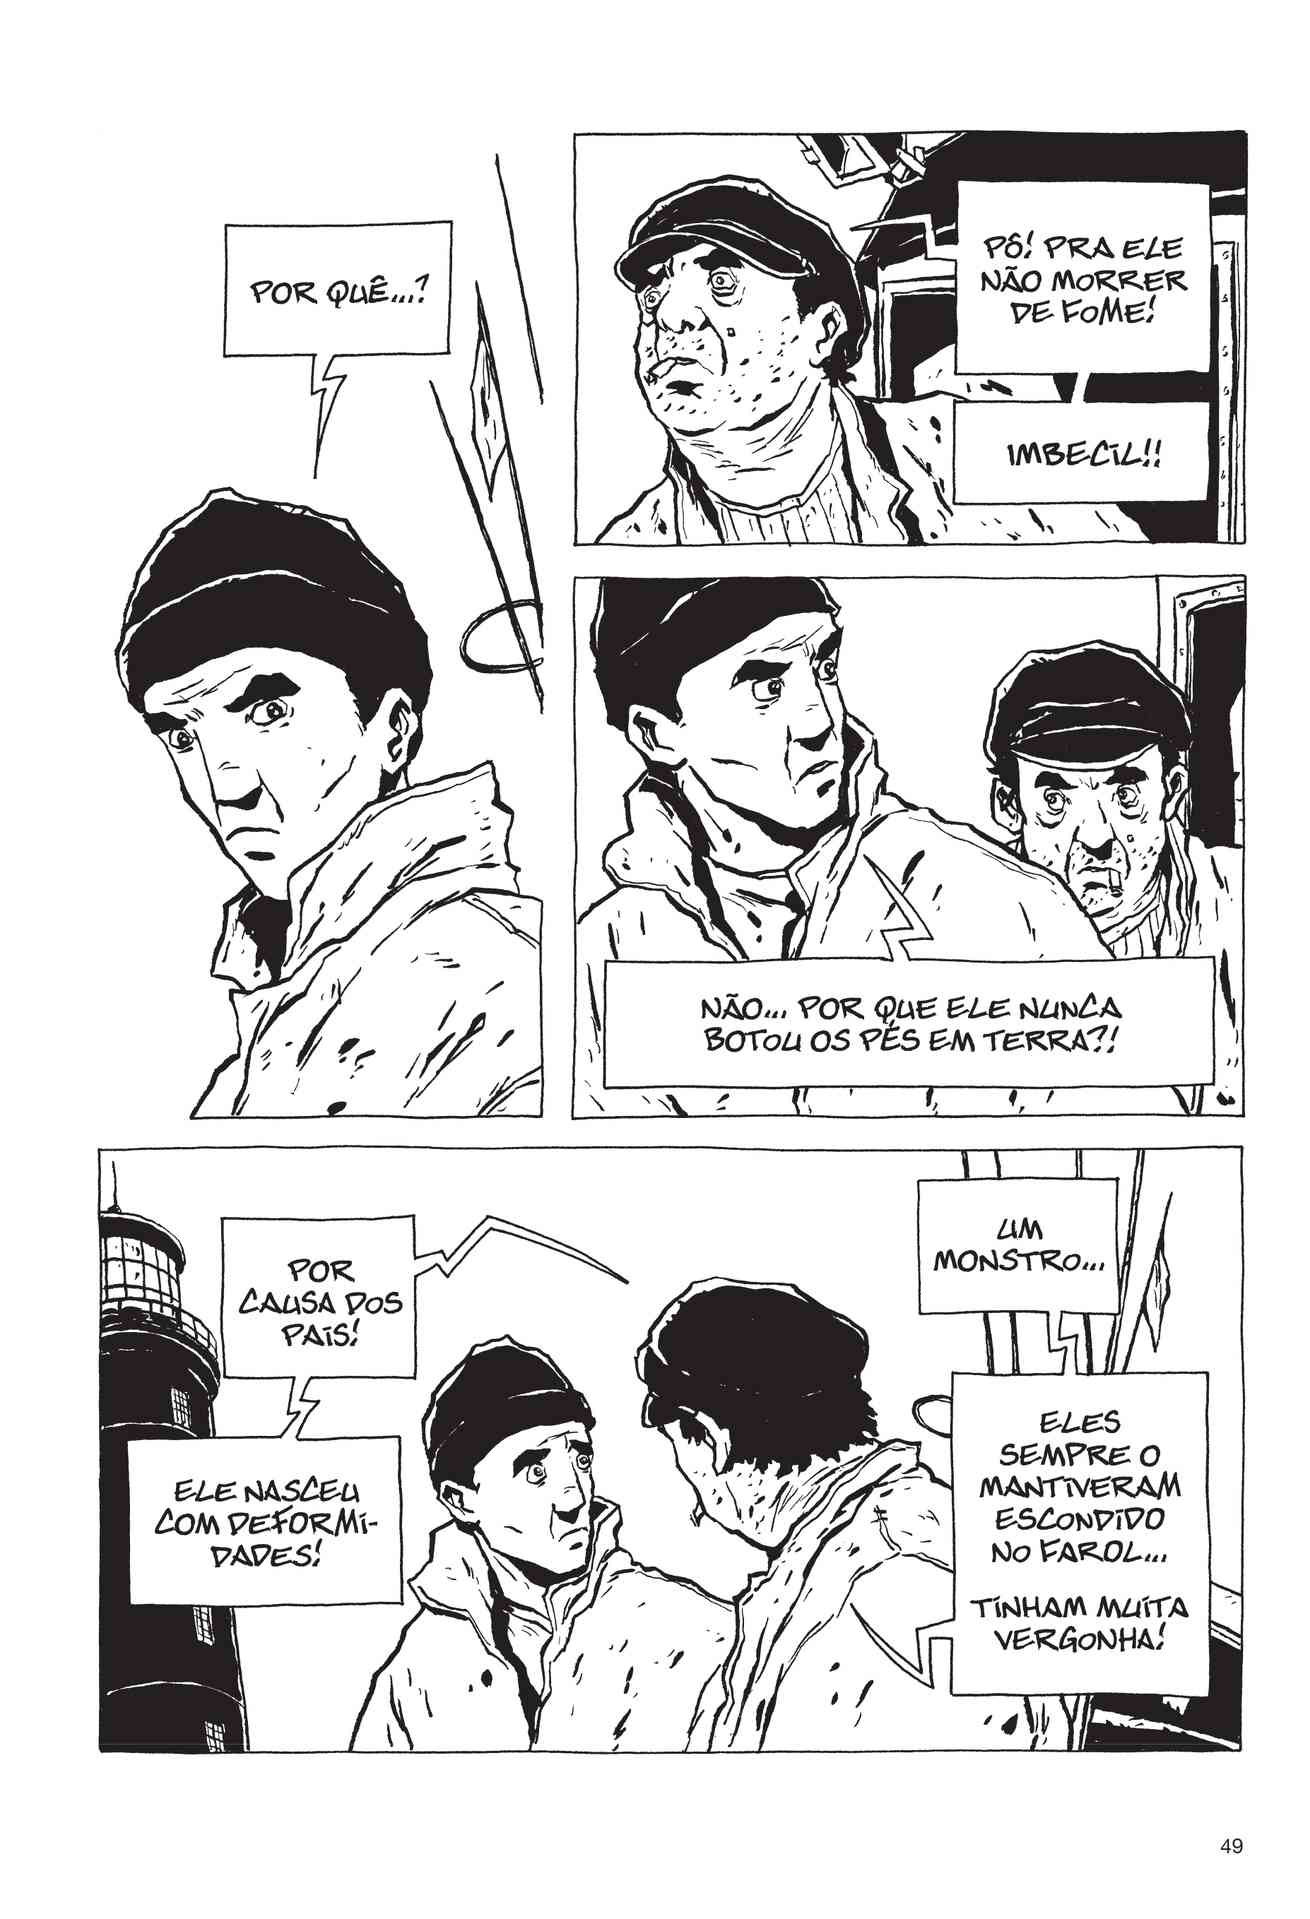 POR QUÊ...?
PÔ! PRA ELE
NÃO MORRER
DE FOME!
IMBECIL!!
NÃO... POR QUE ELE NUNCA
BOTOU OS PÉS EM TERRA?!
POR
CAUSA DOS
PAIS!
ELE NASCEU
COM DEFORMI-
DADES!
UM
MONSTRO...
ELES
SEMPRE O
MANTIVERAM
ESCONDIDO
NO FAROL...
TINHAM MUITA
VERGONHA!
49